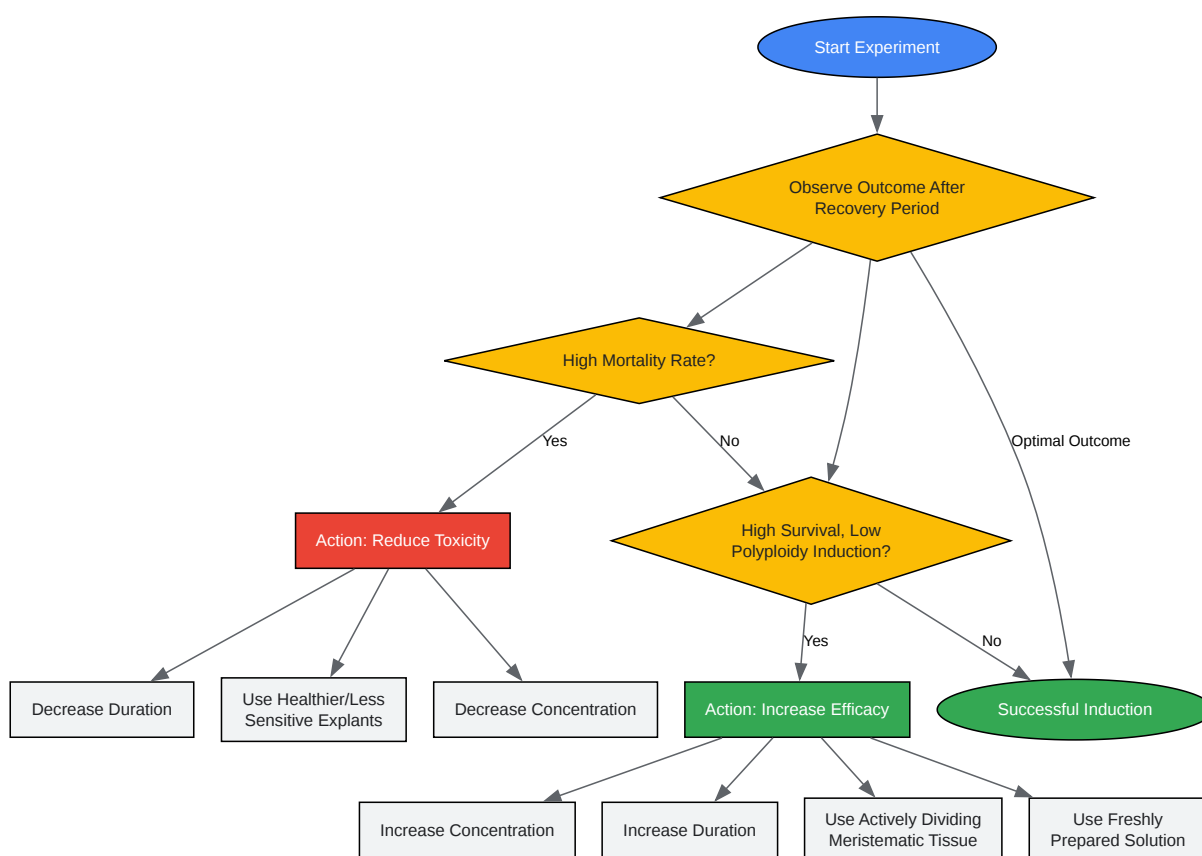 Start Experiment
Observe Outcome After
Recovery Period
High Mortality Rate?
Yes
No
Optimal Outcome
Action: Reduce Toxicity
High Survival, Low
Polyploidy Induction?
Yes
No
Decrease Duration
Use Healthier/Less
Sensitive Explants
Decrease Concentration
Action: Increase Efficacy
Successful Induction
Increase Concentration
Increase Duration
Use Actively Dividing
Meristematic Tissue
Use Freshly
Prepared Solution